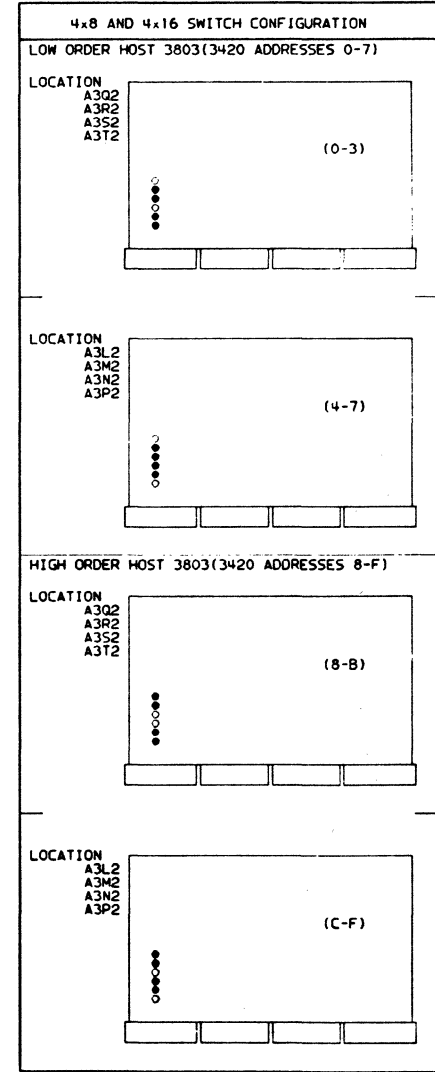 4x8 AND 4x16 SWITCH CONFIGURATION
LOW ORDER HOST 3803(3420 ADDRESSES 0-7)
LOCATION
A3Q2
A3R2
A3S2
A3T2
(0-3)
LOCATION
A3L2
A3M2
A3N2
A3P2
(4-7)
HIGH ORDER HOST 3803(3420 ADDRESSES 8-F)
LOCATION
A3Q2
A3R2
A3S2
A3T2
(8-B)
LOCATION
A3L2
A3M2
A3N2
A3P2
(C-F)